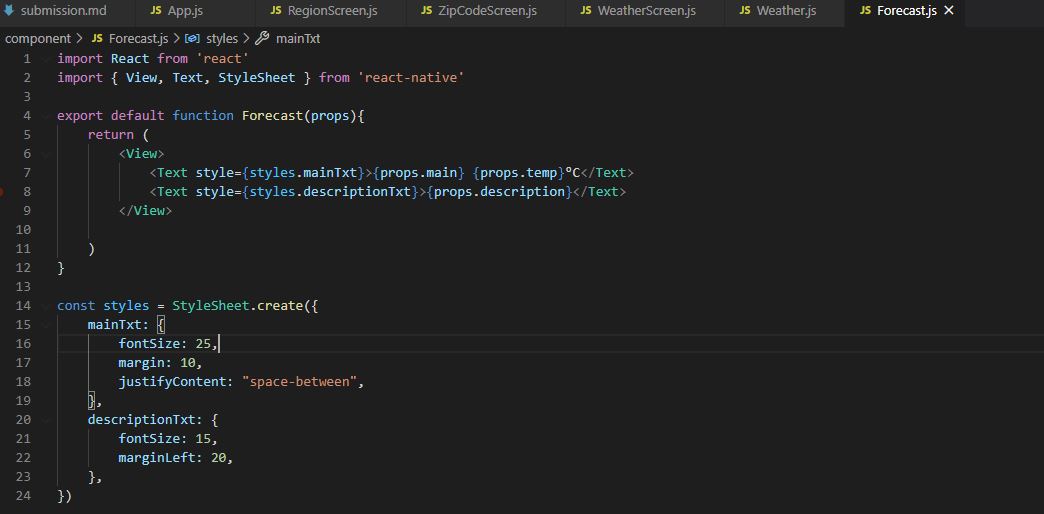 submission.md JS App.js JS RegionScreen.js JS ZipCodeScreen.js JS WeatherScreen.js JS Weather.js JS Forecast.js
component > JS Forecast.js > styles > mainTxt
1 import React from 'react'
2 import { View, Text, StyleSheet } from 'react-native'
3
4 export default function Forecast(props){
5 return (
6 <View>
7 <Text style={styles.mainTxt}>{props.main} {props.temp}°C</Text>
8 <Text style={styles.descriptionTxt}>{props.description}</Text>
9 </View>
10
11 )
12 }
13
14 const styles = StyleSheet.create({
15 mainTxt: {
16 fontSize: 25,
17 margin: 10,
18 justifyContent: "space-between",
19 },
20 descriptionTxt: {
21 fontSize: 15,
22 marginLeft: 20,
23 },
24 })